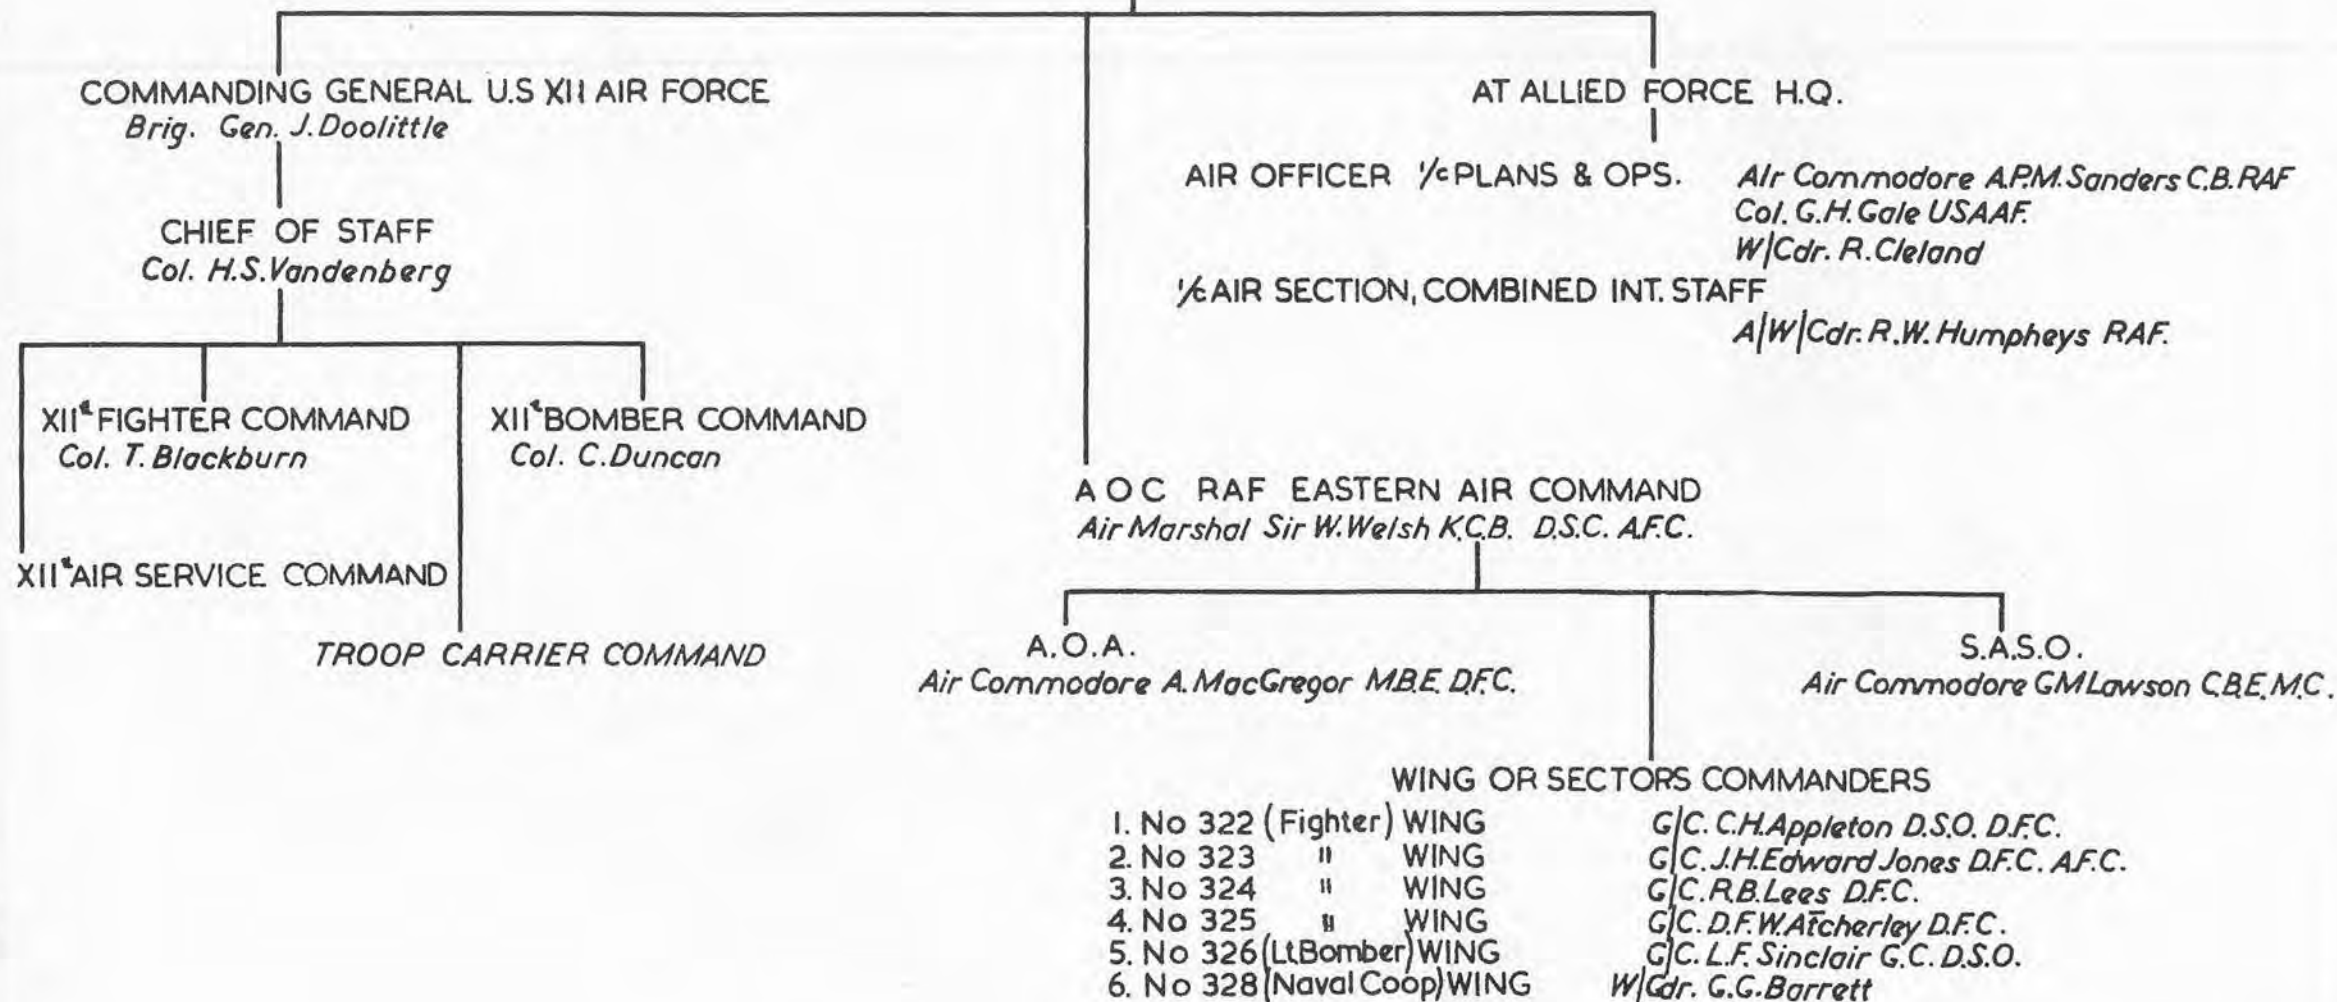 COMMANDING GENERAL U.S XII AIR FORCE
Brig. Gen. J. Doolittle
CHIEF OF STAFF
Col. H.S. Vandenberg
XIIth FIGHTER COMMAND
Col. T. Blackburn
XIIth BOMBER COMMAND
Col. C. Duncan
XIIth AIR SERVICE COMMAND
TROOP CARRIER COMMAND
AT ALLIED FORCE H.Q.
AIR OFFICER I/c PLANS & OPS. Air Commodore A.P.M. Sanders C.B. RAF
Col. G.H. Gale USAAF.
W/Cdr. R. Cleland
I/c AIR SECTION, COMBINED INT. STAFF
A/W/Cdr. R.W. Humpheys RAF.
A O C RAF EASTERN AIR COMMAND
Air Marshal Sir W. Welsh K.C.B. D.S.C. A.F.C.
A.O.A.
Air Commodore A. MacGregor M.B.E. D.F.C.
S.A.S.O.
Air Commodore G M Lawson C.B.E. M.C.
WING OR SECTORS COMMANDERS
1. No 322 (Fighter) WING G/C. C.H. Appleton D.S.O. D.F.C.
2. No 323 " WING G/C. J.H. Edward Jones D.F.C. A.F.C.
3. No 324 " WING G/C. R.B. Lees D.F.C.
4. No 325 " WING G/C. D.F.W. Atcherley D.F.C.
5. No 326 (Lt Bomber) WING G/C. L.F. Sinclair G.C. D.S.O.
6. No 328 (Naval Coop) WING W/Cdr. G.G. Barrett